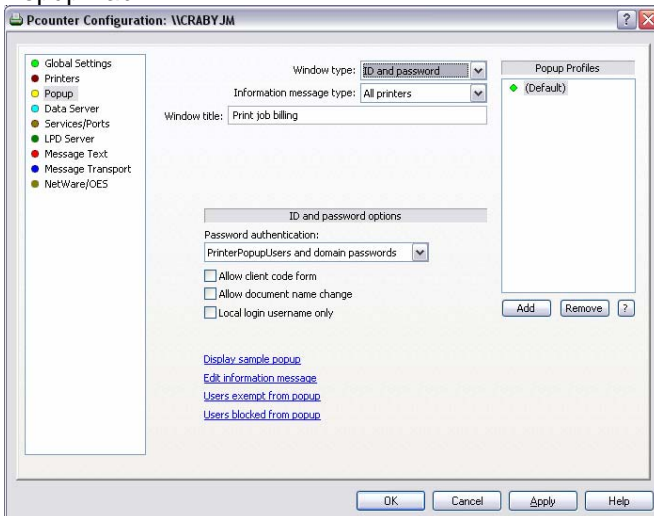 Pcounter Configuration: \\CRABYJM
Global Settings
Printers
Popup
Data Server
Services/Ports
LPD Server
Message Text
Message Transport
NetWare/OES
Window type: ID and password
Information message type: All printers
Window title: Print job billing
ID and password options
Password authentication:
PrinterPopupUsers and domain passwords
Allow client code form
Allow document name change
Local login username only
Display sample popup
Edit information message
Users exempt from popup
Users blocked from popup
Popup Profiles
(Default)
Add Remove ?
OK Cancel Apply Help